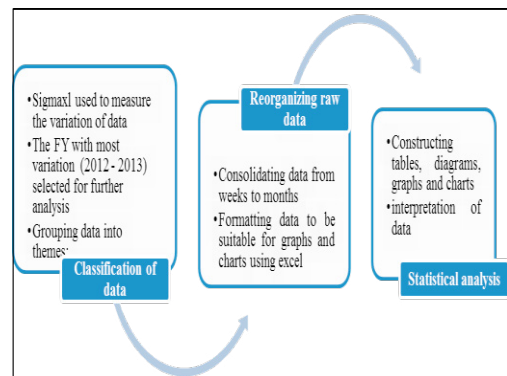 •Sigmaxl used to measure
the variation of data
•The FY with most
variation (2012 - 2013)
selected for further
analysis
•Grouping data into
themes:
Classification of
data
Reorganizing raw
data
•Consolidating data from
weeks to months
•Formatting data to be
suitable for graphs and
charts using excel
•Constructing
tables, diagrams,
graphs and charts
•interpretation of
data
Statistical analysis